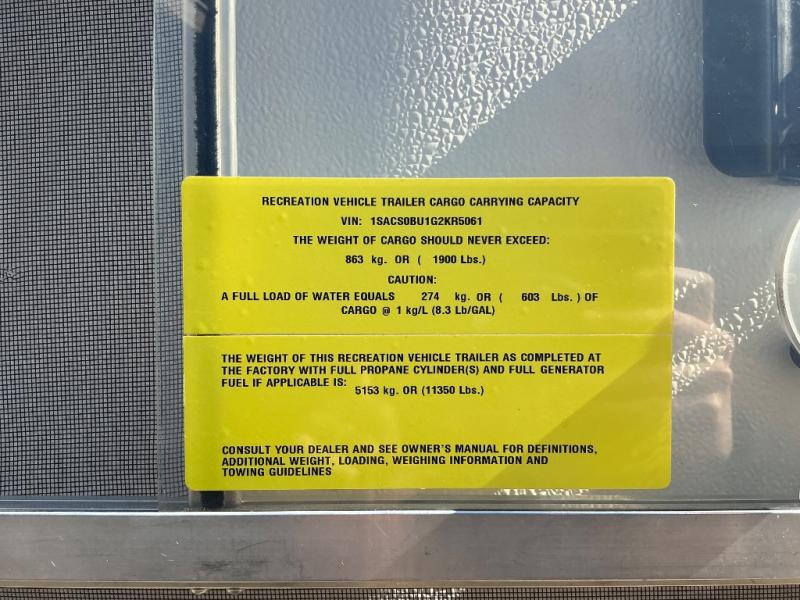 RECREATION VEHICLE TRAILER CARGO CARRYING CAPACITY
VIN: 1SACS0BU1G2KR5061
THE WEIGHT OF CARGO SHOULD NEVER EXCEED:
863 kg. OR ( 1900 Lbs.)
CAUTION:
A FULL LOAD OF WATER EQUALS 274 kg. OR ( 603 Lbs. ) OF
CARGO @ 1 kg/L (8.3 Lb/GAL)
THE WEIGHT OF THIS RECREATION VEHICLE TRAILER AS COMPLETED AT
THE FACTORY WITH FULL PROPANE CYLINDER(S) AND FULL GENERATOR
FUEL IF APPLICABLE IS: 5153 kg. OR (11350 Lbs.)
CONSULT YOUR DEALER AND SEE OWNER'S MANUAL FOR DEFINITIONS,
ADDITIONAL WEIGHT, LOADING, WEIGHING INFORMATION AND
TOWING GUIDELINES